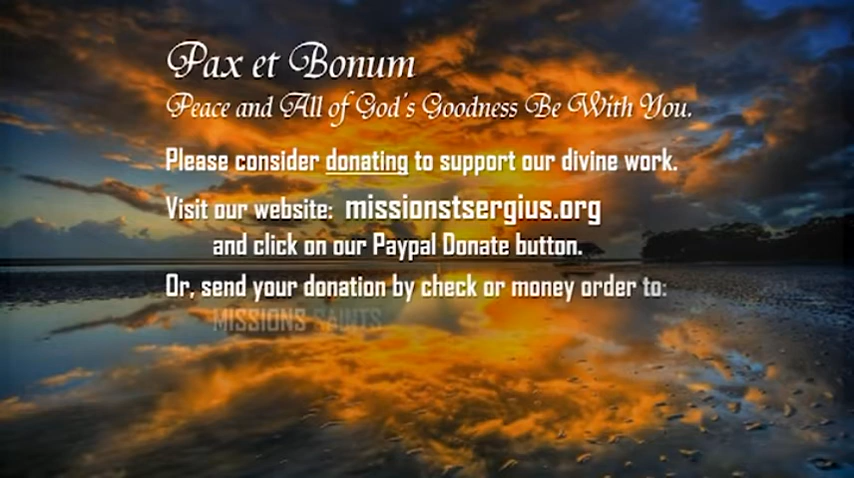 Pax et Bonum
Peace and All of God's Goodness Be With You.
Please consider donating to support our divine work.
Visit our website: missionstsergius.org
and click on our Paypal Donate button.
Or, send your donation by check or money order to:
MISSIONS SAINTS